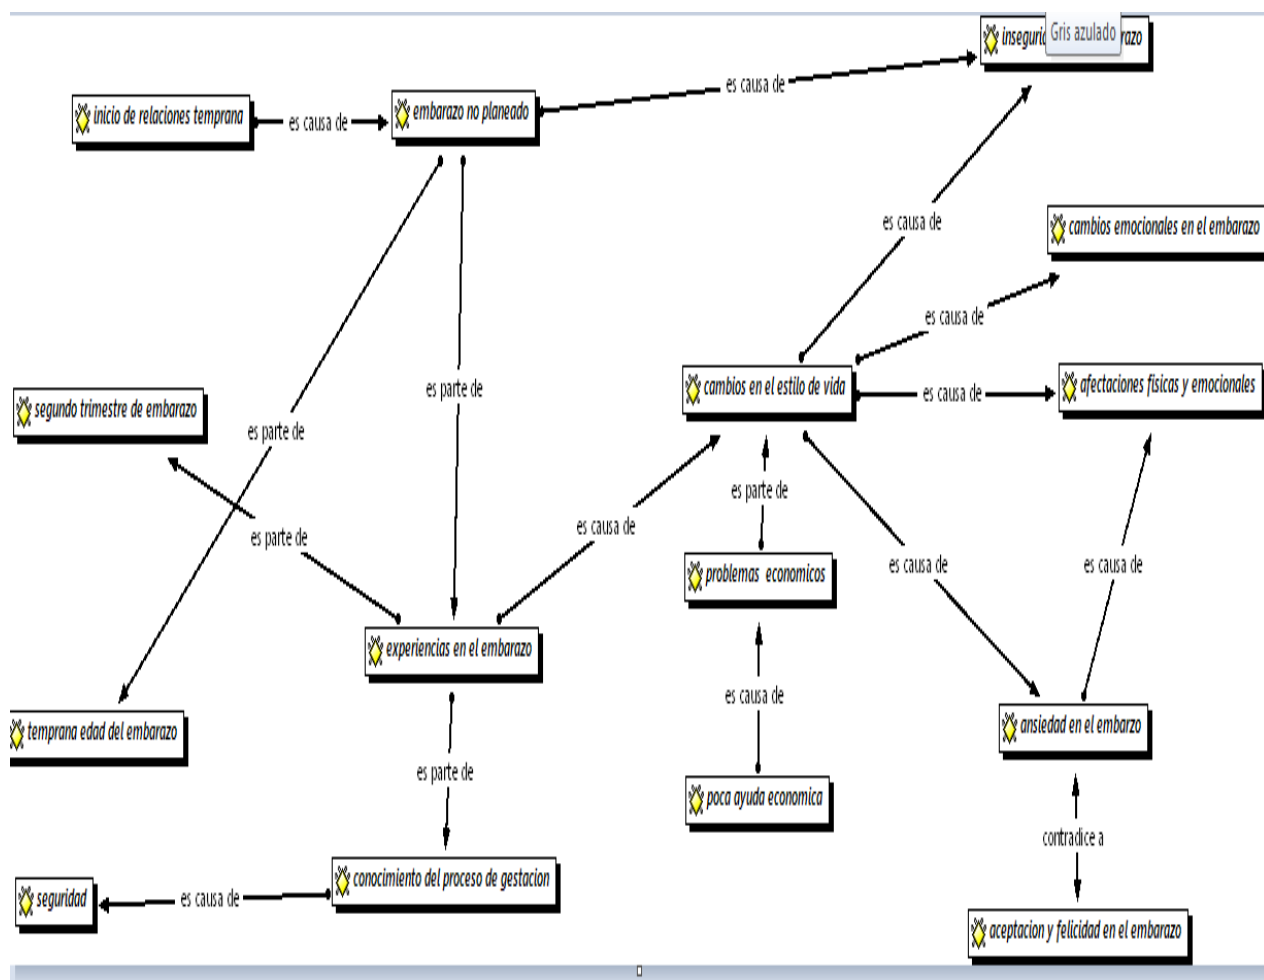 Gris azulado
es causa de
inicio de relaciones temprana
es causa de
embarazo no planeado
es causa de
cambios emocionales en el embarazo
es causa de
cambios en el estilo de vida
es causa de
afectaciones fisicas y emocionales
es parte de
segundo trimestre de embarazo
es parte de
es parte de
es parte de
es causa de
problemas economicos
es causa de
es causa de
experiencias en el embarazo
es causa de
temprana edad del embarazo
ansiedad en el embarzo
es parte de
poca ayuda economica
contradice a
conocimiento del proceso de gestacion
seguridad
es causa de
aceptacion y felicidad en el embarazo